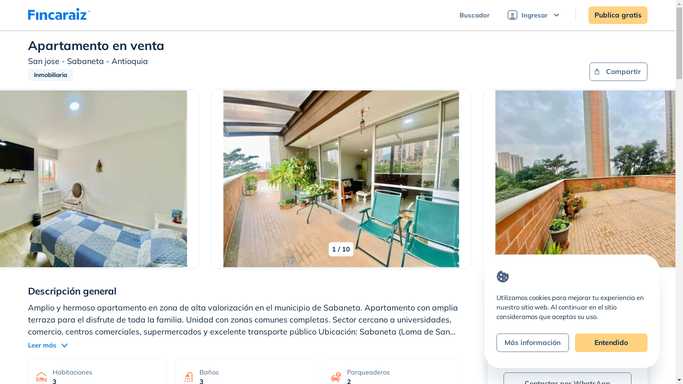 Fincaraiz
Buscador
Ingresar
Publica gratis
Apartamento en venta
San jose - Sabaneta - Antioquia
Inmobiliaria
Compartir
1 / 10
Descripción general
Amplio y hermoso apartamento en zona de alta valorización en el municipio de Sabaneta. Apartamento con amplia
terraza para el disfrute de toda la familia. Unidad con zonas comunes completas. Sector cercano a universidades,
comercio, centros comerciales, supermercados y excelente transporte público Ubicación: Sabaneta (Loma de San...
Leer más
Habitaciones
3
Baños
3
Parqueaderos
2
Utilizamos cookies para mejorar tu experiencia en
nuestro sitio web. Al continuar en el sitio
consideramos que aceptas su uso.
Más información
Entendido
Contactar por WhatsApp